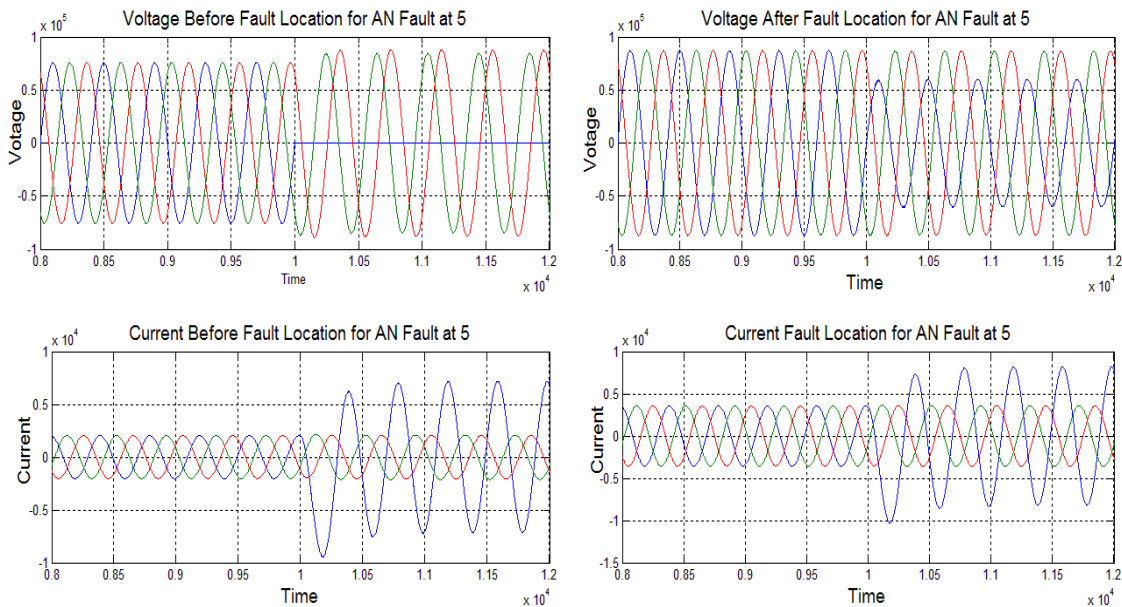 Voltage Before Fault Location for AN Fault at 5
x 10^5
1
0.5
0
-0.5
-1
Votage
0.8 0.85 0.9 0.95 1 1.05 1.1 1.15 1.2
Time
x 10^4
Voltage After Fault Location for AN Fault at 5
x 10^5
1
0.5
0
-0.5
-1
Votage
0.8 0.85 0.9 0.95 1 1.05 1.1 1.15 1.2
Time
x 10^4
Current Before Fault Location for AN Fault at 5
x 10^4
1
0.5
0
-0.5
-1
Current
0.8 0.85 0.9 0.95 1 1.05 1.1 1.15 1.2
Time
x 10^4
Current Fault Location for AN Fault at 5
x 10^4
1
0.5
0
-0.5
-1
-1.5
Current
0.8 0.85 0.9 0.95 1 1.05 1.1 1.15 1.2
Time
x 10^4